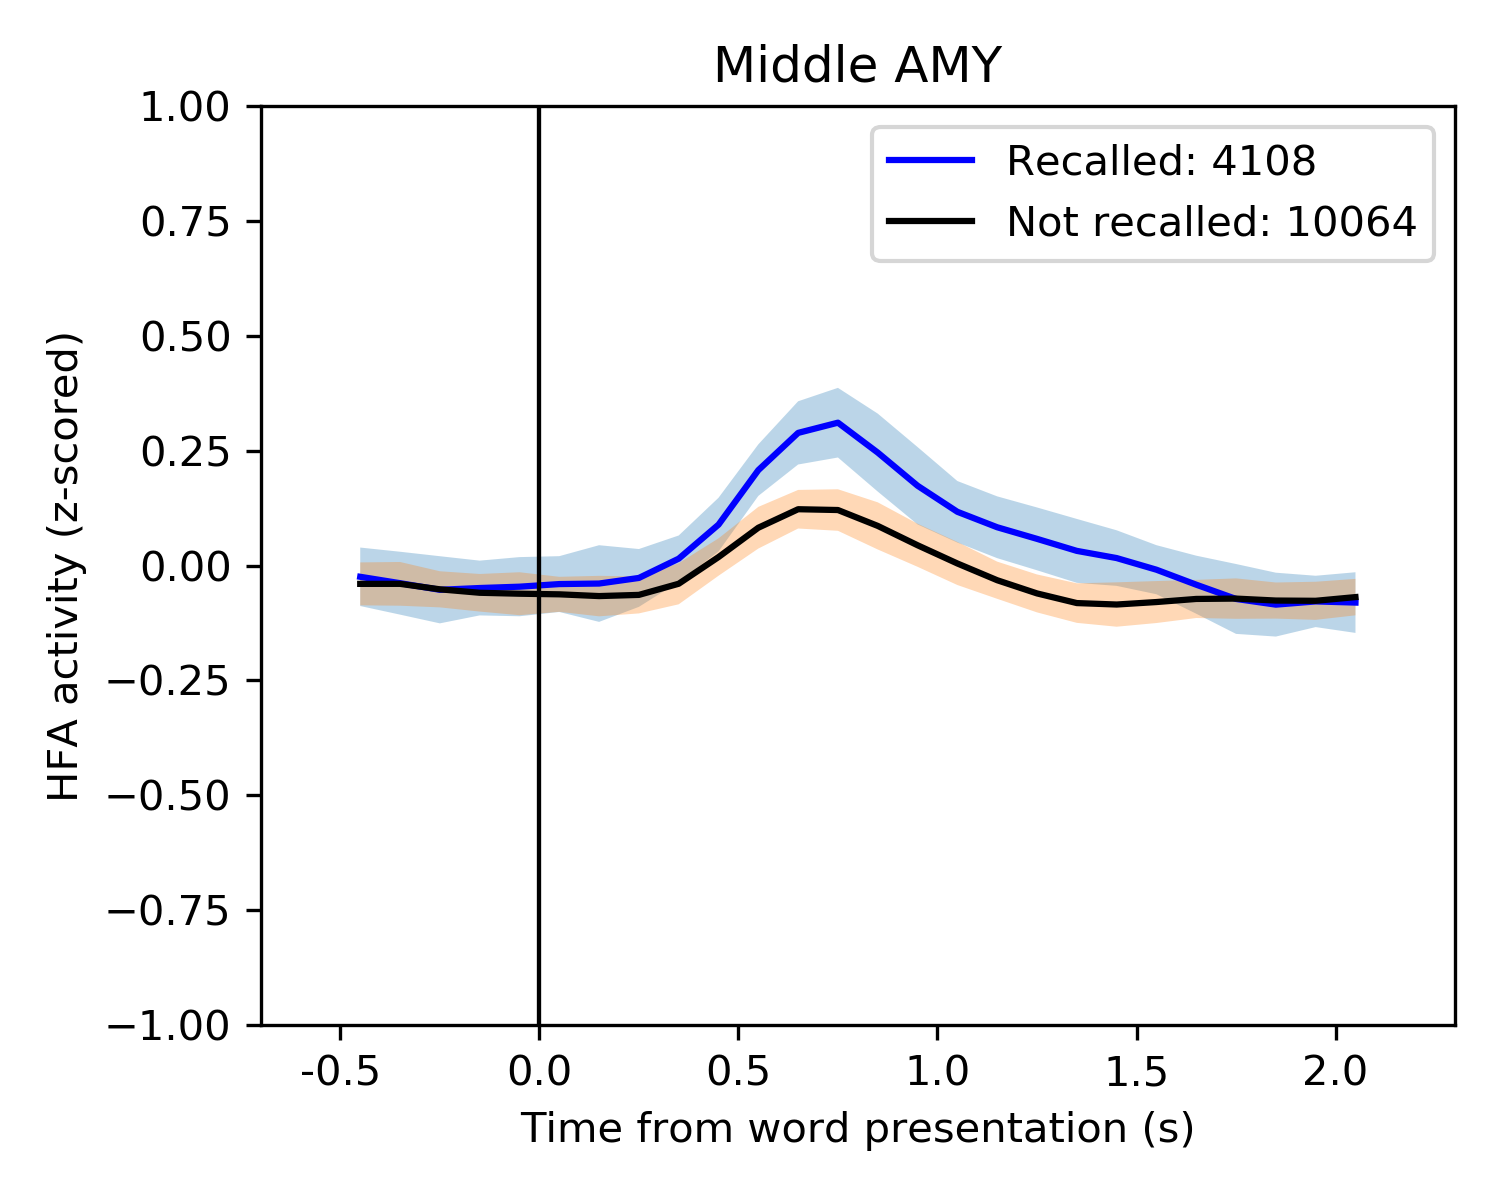 Middle AMY
1.00
0.75
0.50
0.25
0.00
−0.25
−0.50
−0.75
−1.00
HFA activity (z-scored)
Recalled: 4108
Not recalled: 10064
-0.5 0.0 0.5 1.0 1.5 2.0
Time from word presentation (s)